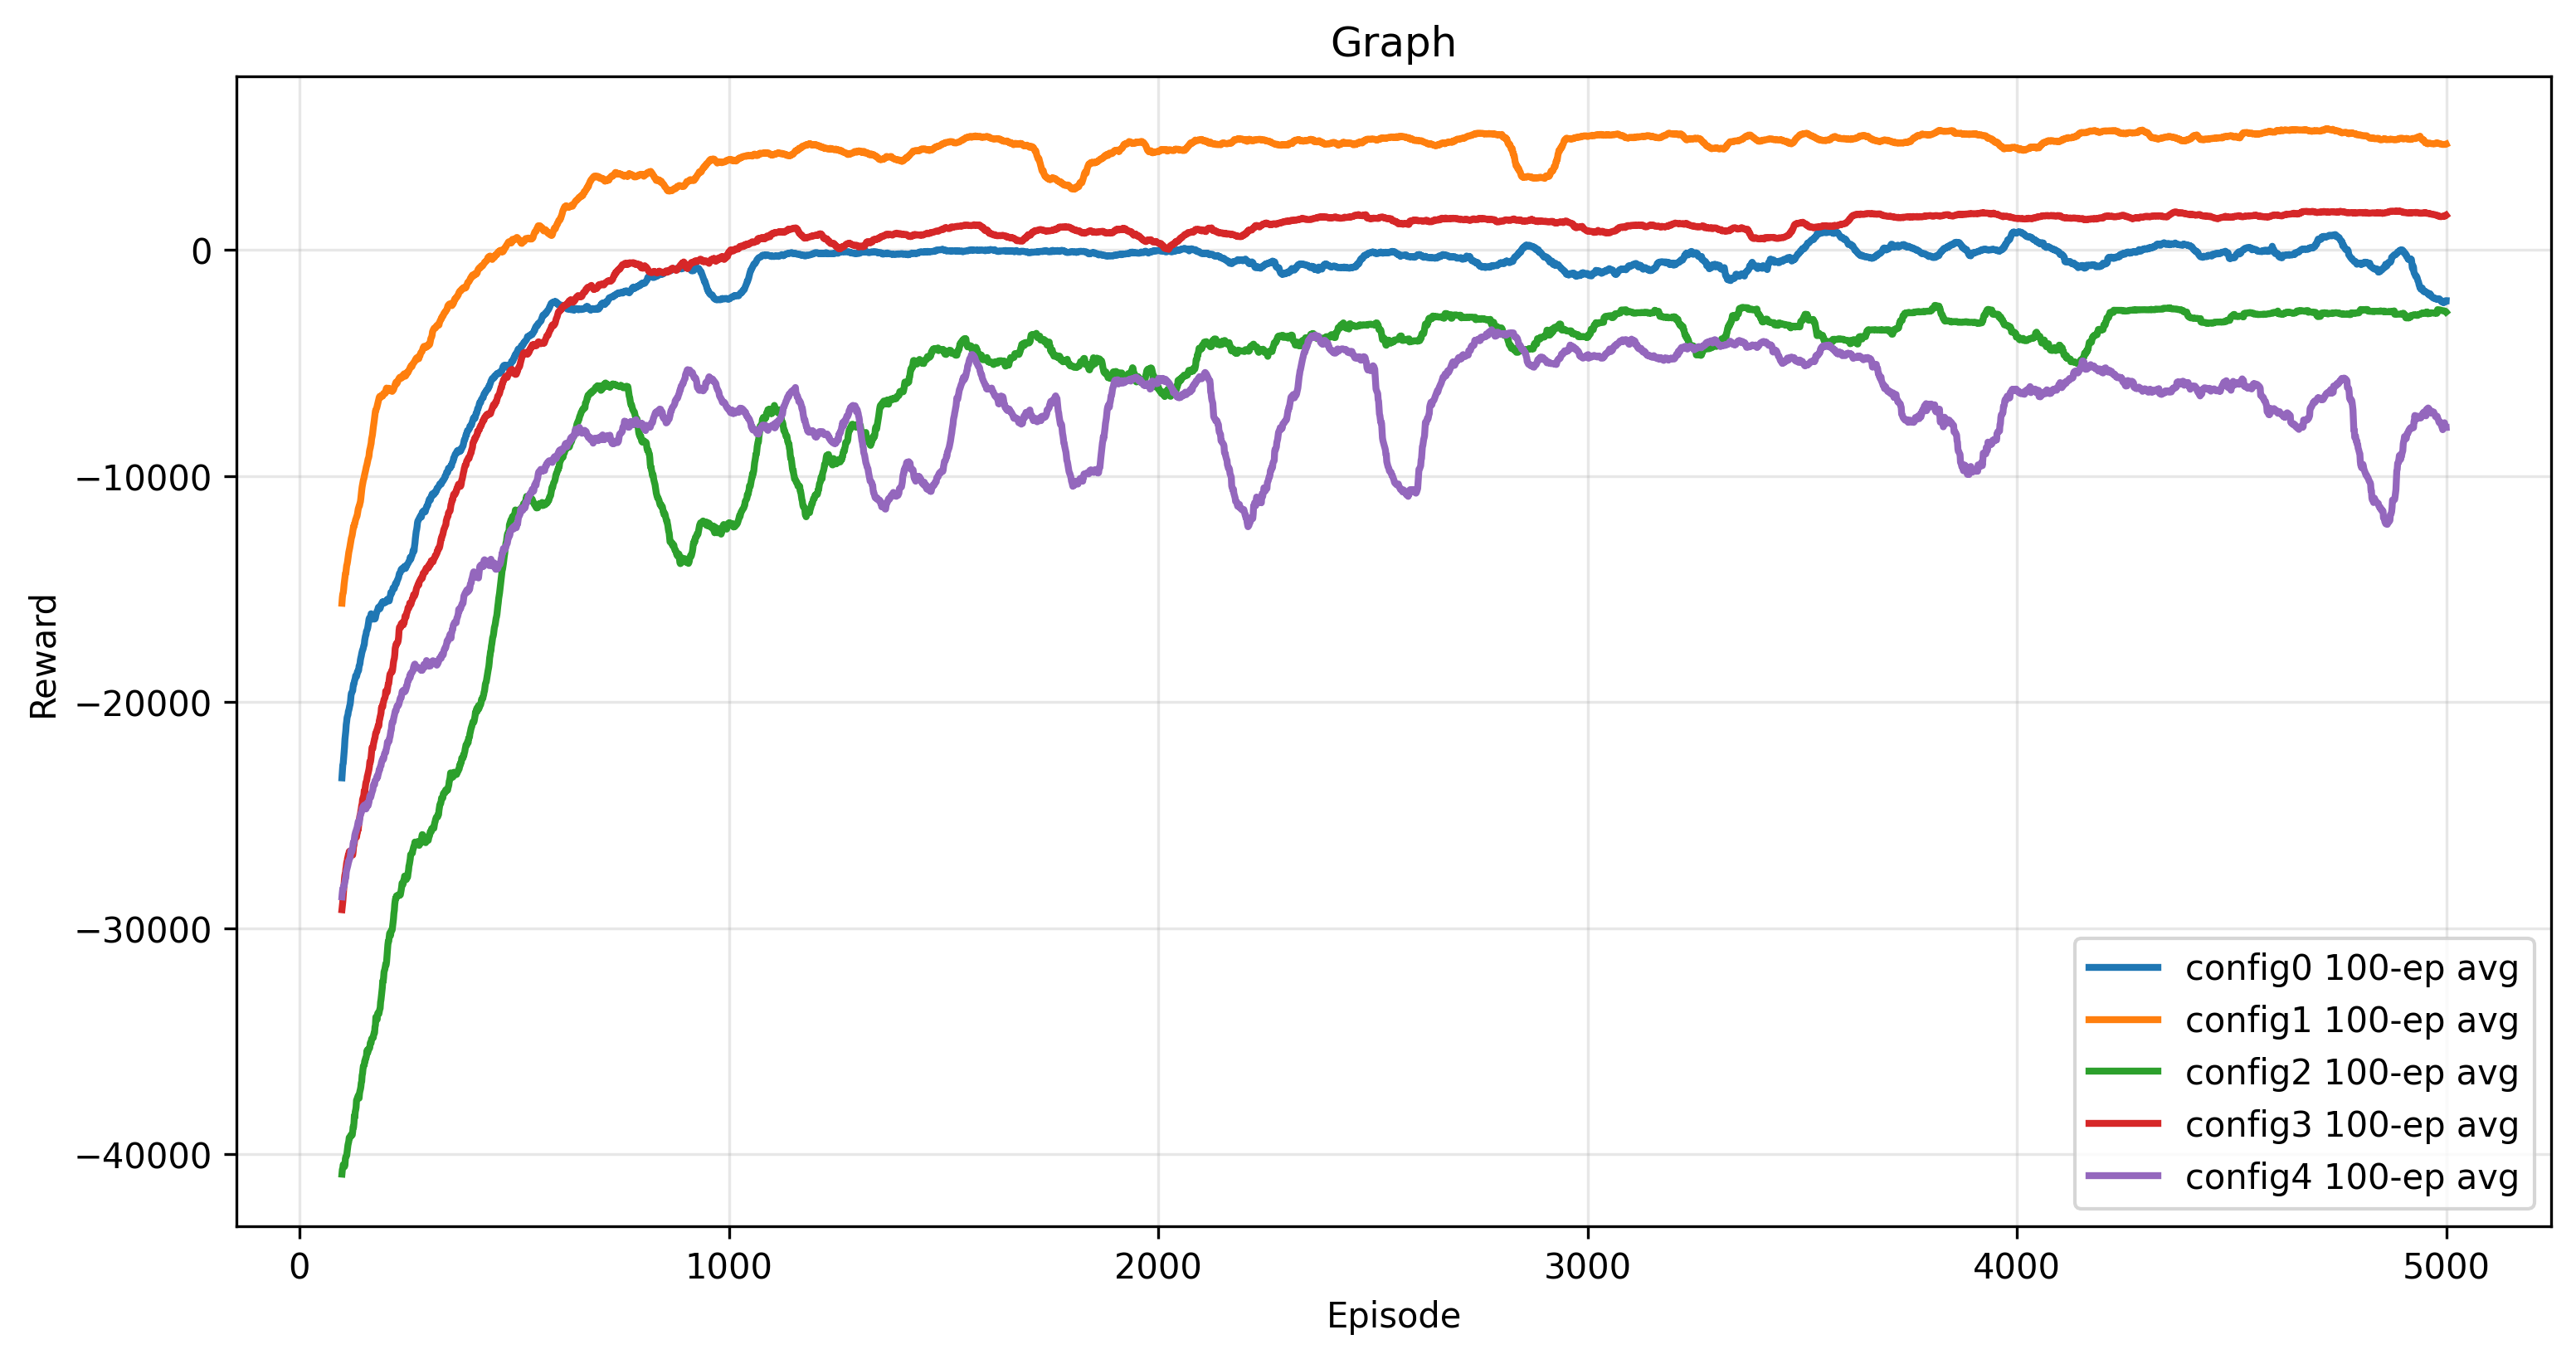 Graph
Reward
0
−10000
−20000
−30000
−40000
0 1000 2000 3000 4000 5000
Episode
config0 100-ep avg
config1 100-ep avg
config2 100-ep avg
config3 100-ep avg
config4 100-ep avg